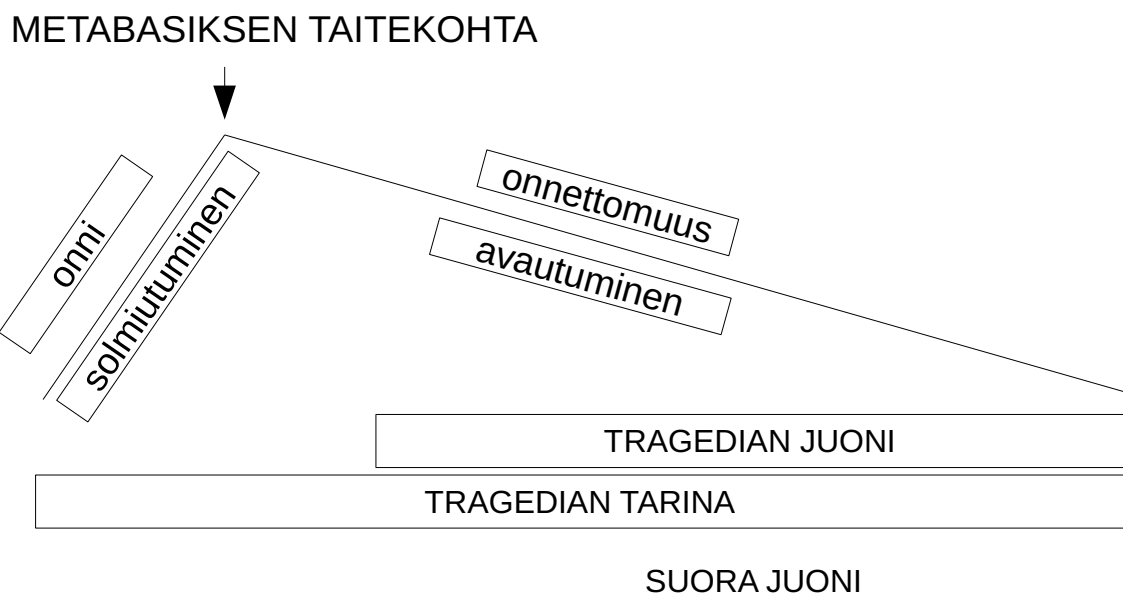 METABASIKSEN TAITEKOHTA
onni
solmiutuminen
onnettomuus
avautuminen
TRAGEDIAN JUONI
TRAGEDIAN TARINA
SUORA JUONI